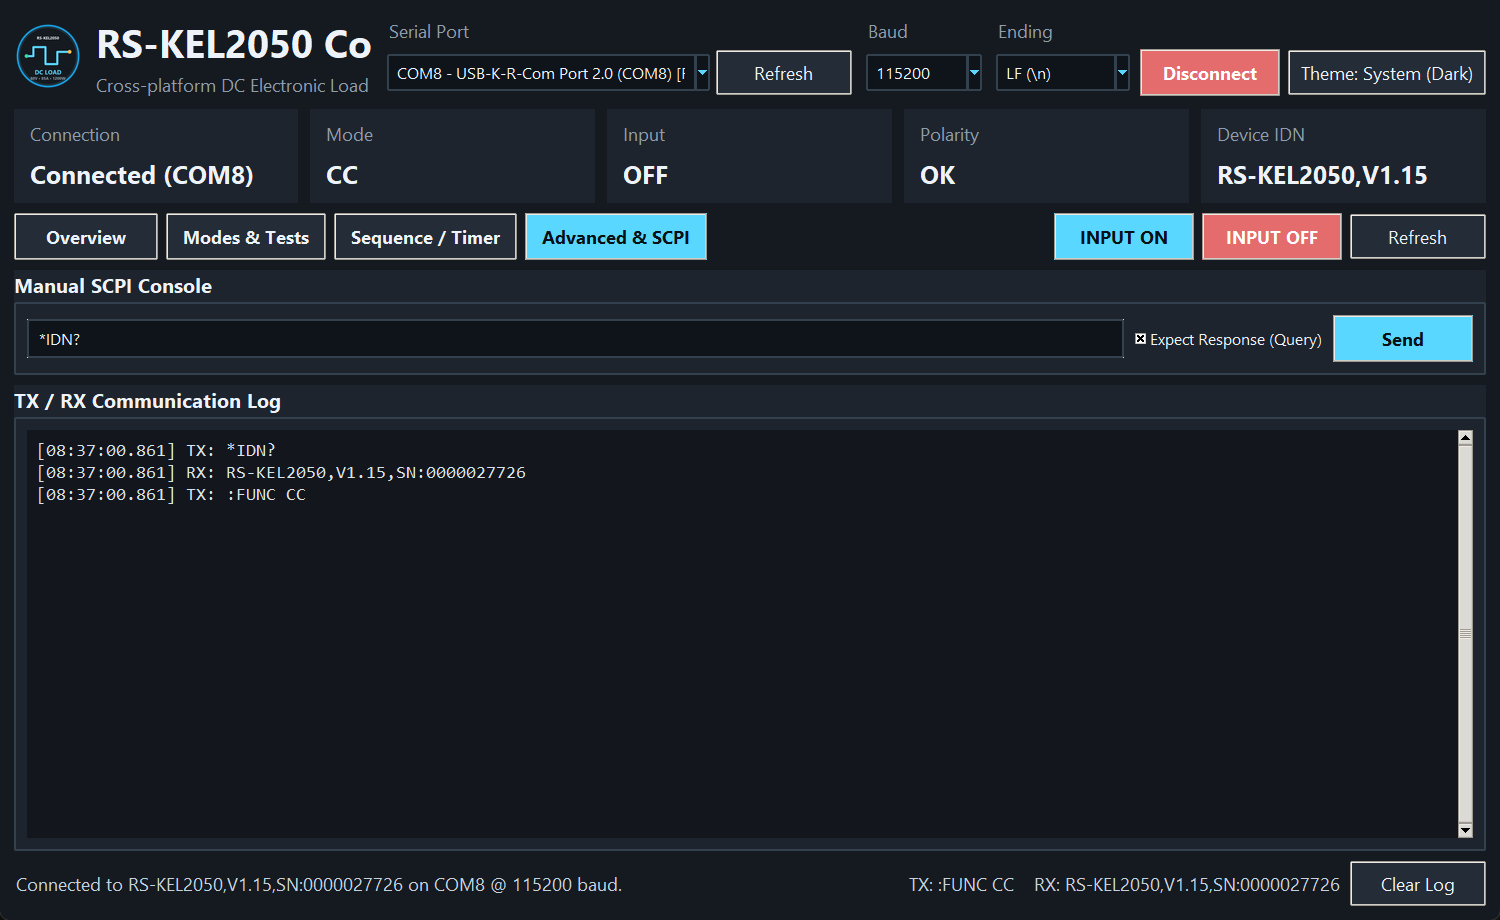 RS-KEL2050
DC LOAD
RS-KEL2050 Co
Cross-platform DC Electronic Load
Serial Port
COM8 - USB-K-R-Com Port 2.0 (COM8) [F
Refresh
Baud
115200
Ending
LF (\n)
Disconnect
Theme: System (Dark)
Connection
Connected (COM8)
Mode
CC
Input
OFF
Polarity
OK
Device IDN
RS-KEL2050,V1.15
Overview
Modes & Tests
Sequence / Timer
Advanced & SCPI
INPUT ON
INPUT OFF
Refresh
Manual SCPI Console
*IDN?
Expect Response (Query)
Send
TX / RX Communication Log
[08:37:00.861] TX: *IDN?
[08:37:00.861] RX: RS-KEL2050,V1.15,SN:0000027726
[08:37:00.861] TX: :FUNC CC
Connected to RS-KEL2050,V1.15,SN:0000027726 on COM8 @ 115200 baud.
TX: :FUNC CC
RX: RS-KEL2050,V1.15,SN:0000027726
Clear Log